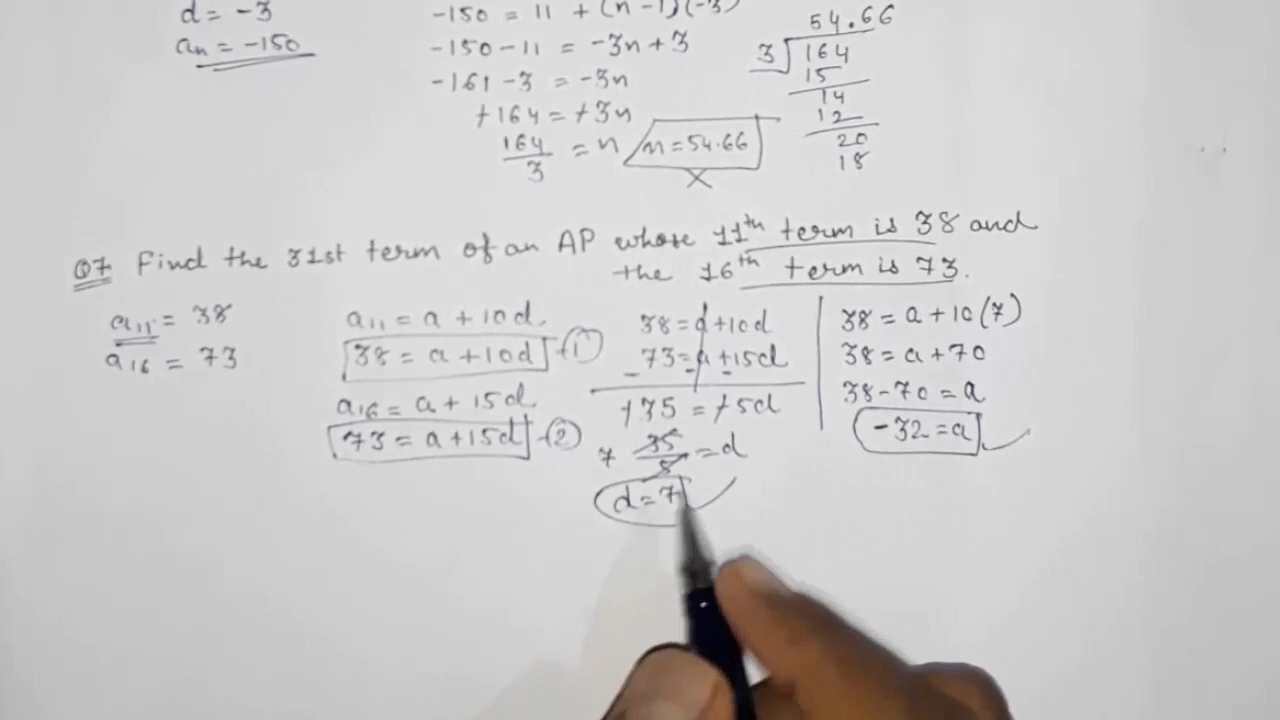 d = -3
an = -150
-150 = 11 + (n-1)(-3)
-150-11 = -3n+3
-161-3 = -3n
+164 = +3n
164/3 = n n = 54.66
X
54.66
3 164
15
14
12
20
18
Q7 Find the 31st term of an AP whose 11th term is 38 and
the 16th term is 73.
a11 = 38
a16 = 73
a11 = a + 10d.
38 = a + 10d -①
a16 = a + 15d
73 = a + 15d -②
38 = a + 10d
73 = a + 15d
- - -
+35 = +5d
7 35/5 = d
d = 7
38 = a + 10(7)
38 = a + 70
38-70 = a
-32 = a